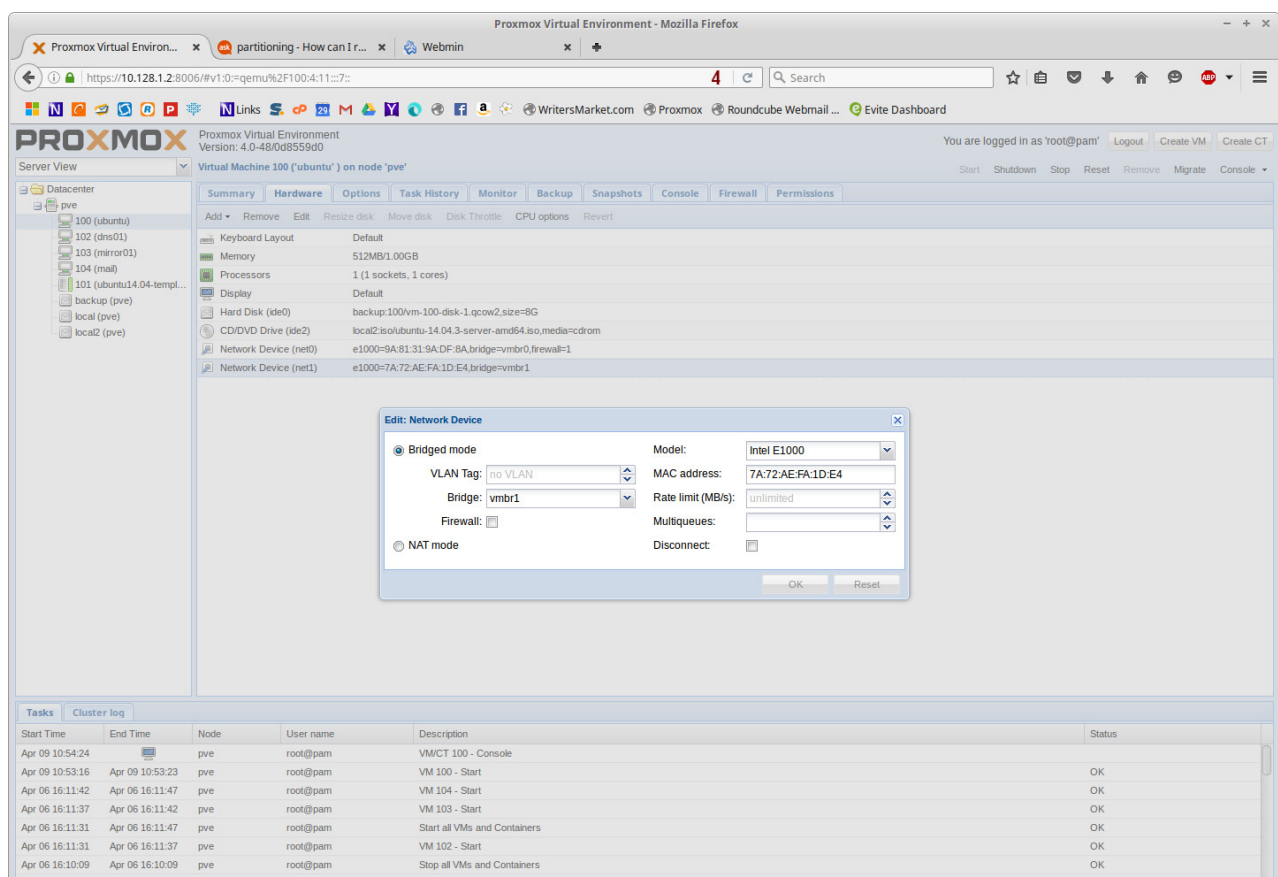 Proxmox Virtual Environment - Mozilla Firefox
Proxmox Virtual Environ... partitioning - How can I r... Webmin
https://10.128.1.2:8006/#v1:0:=qemu%2F100:4:11:::7:: 4 Search ABP
Links cP 29 WritersMarket.com Proxmox Roundcube Webmail ... Evite Dashboard
PROXMOX Proxmox Virtual Environment
Version: 4.0-48/0d8559d0
You are logged in as 'root@pam' Logout Create VM Create CT
Server View Virtual Machine 100 ('ubuntu' ) on node 'pve' Start Shutdown Stop Reset Remove Migrate Console
Datacenter
pve
100 (ubuntu)
102 (dns01)
103 (mirror01)
104 (mail)
101 (ubuntu14.04-templ...
backup (pve)
local (pve)
local2 (pve)
Summary Hardware Options Task History Monitor Backup Snapshots Console Firewall Permissions
Add Remove Edit Resize disk Move disk Disk Throttle CPU options Revert
Keyboard Layout Default
Memory 512MB/1.00GB
Processors 1 (1 sockets, 1 cores)
Display Default
Hard Disk (ide0) backup:100/vm-100-disk-1.qcow2,size=8G
CD/DVD Drive (ide2) local2:iso/ubuntu-14.04.3-server-amd64.iso,media=cdrom
Network Device (net0) e1000=9A:81:31:9A:DF:8A,bridge=vmbr0,firewall=1
Network Device (net1) e1000=7A:72:AE:FA:1D:E4,bridge=vmbr1
Edit: Network Device
Bridged mode Model: Intel E1000
VLAN Tag: no VLAN MAC address: 7A:72:AE:FA:1D:E4
Bridge: vmbr1 Rate limit (MB/s): unlimited
Firewall: Multiqueues:
NAT mode Disconnect:
OK Reset
Tasks Cluster log
Start Time End Time Node User name Description Status
Apr 09 10:54:24 pve root@pam VM/CT 100 - Console
Apr 09 10:53:16 Apr 09 10:53:23 pve root@pam VM 100 - Start OK
Apr 06 16:11:42 Apr 06 16:11:47 pve root@pam VM 104 - Start OK
Apr 06 16:11:37 Apr 06 16:11:42 pve root@pam VM 103 - Start OK
Apr 06 16:11:31 Apr 06 16:11:47 pve root@pam Start all VMs and Containers OK
Apr 06 16:11:31 Apr 06 16:11:37 pve root@pam VM 102 - Start OK
Apr 06 16:10:09 Apr 06 16:10:09 pve root@pam Stop all VMs and Containers OK